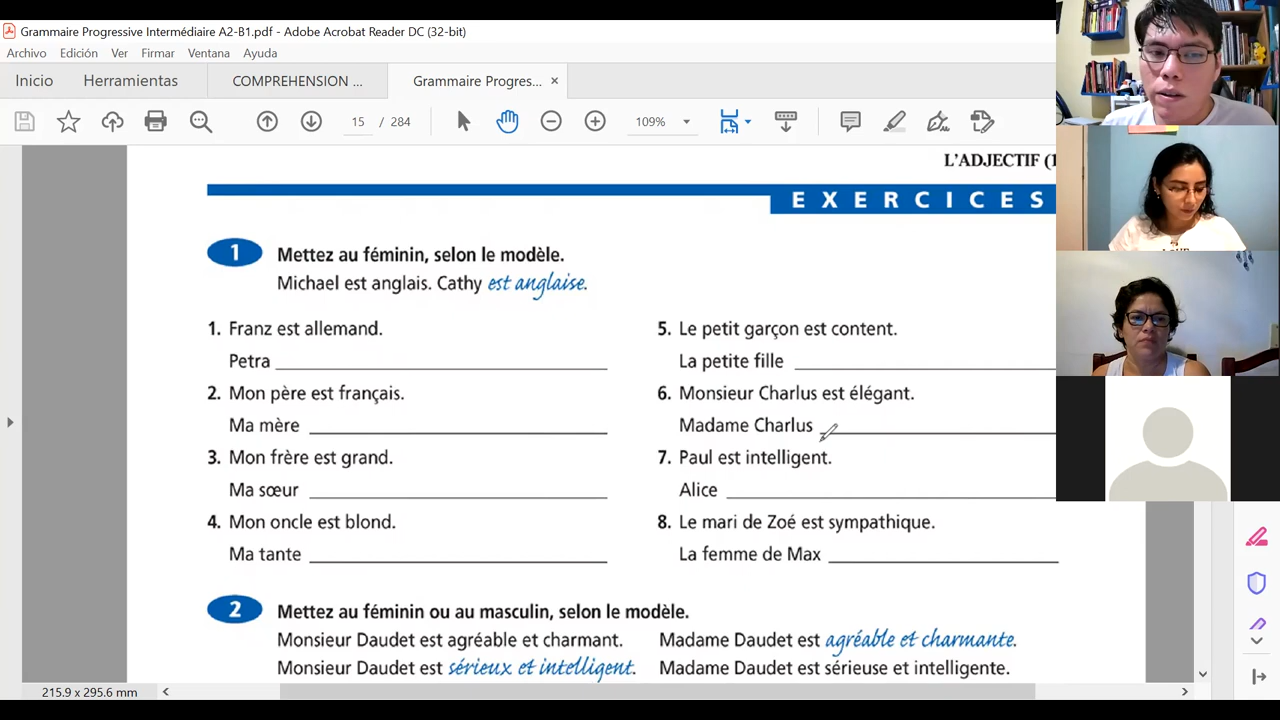 Grammaire Progressive Intermédiaire A2-B1.pdf - Adobe Acrobat Reader DC (32-bit)
Archivo Edición Ver Firmar Ventana Ayuda
Inicio Herramientas COMPREHENSION ... Grammaire Progres... ×
15 / 284 109%
L'ADJECTIF (1
EXERCICES
1 Mettez au féminin, selon le modèle.
Michael est anglais. Cathy est anglaise.
1. Franz est allemand.
Petra
2. Mon père est français.
Ma mère
3. Mon frère est grand.
Ma sœur
4. Mon oncle est blond.
Ma tante
5. Le petit garçon est content.
La petite fille
6. Monsieur Charlus est élégant.
Madame Charlus
7. Paul est intelligent.
Alice
8. Le mari de Zoé est sympathique.
La femme de Max
2 Mettez au féminin ou au masculin, selon le modèle.
Monsieur Daudet est agréable et charmant. Madame Daudet est agréable et charmante.
Monsieur Daudet est sérieux et intelligent. Madame Daudet est sérieuse et intelligente.
215.9 x 295.6 mm